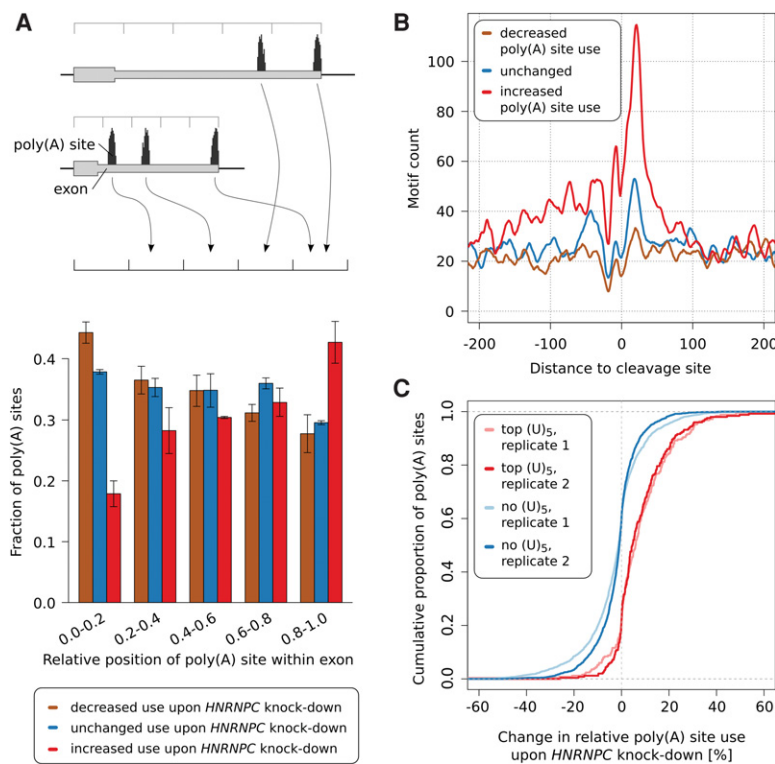 A
poly(A) site
exon
Fraction of poly(A) sites
0.4
0.3
0.2
0.1
0.0
0.0-0.2
0.2-0.4
0.4-0.6
0.6-0.8
0.8-1.0
Relative position of poly(A) site within exon
decreased use upon HNRNPC knock-down
unchanged use upon HNRNPC knock-down
increased use upon HNRNPC knock-down
B
decreased
poly(A) site use
unchanged
increased
poly(A) site use
Motif count
100
80
60
40
20
0
-200
-100
0
100
200
Distance to cleavage site
C
top (U)5,
replicate 1
top (U)5,
replicate 2
no (U)5,
replicate 1
no (U)5,
replicate 2
Cumulative proportion of poly(A) sites
1.0
0.8
0.6
0.4
0.2
0.0
-60
-40
-20
0
20
40
60
Change in relative poly(A) site use
upon HNRNPC knock-down [%]